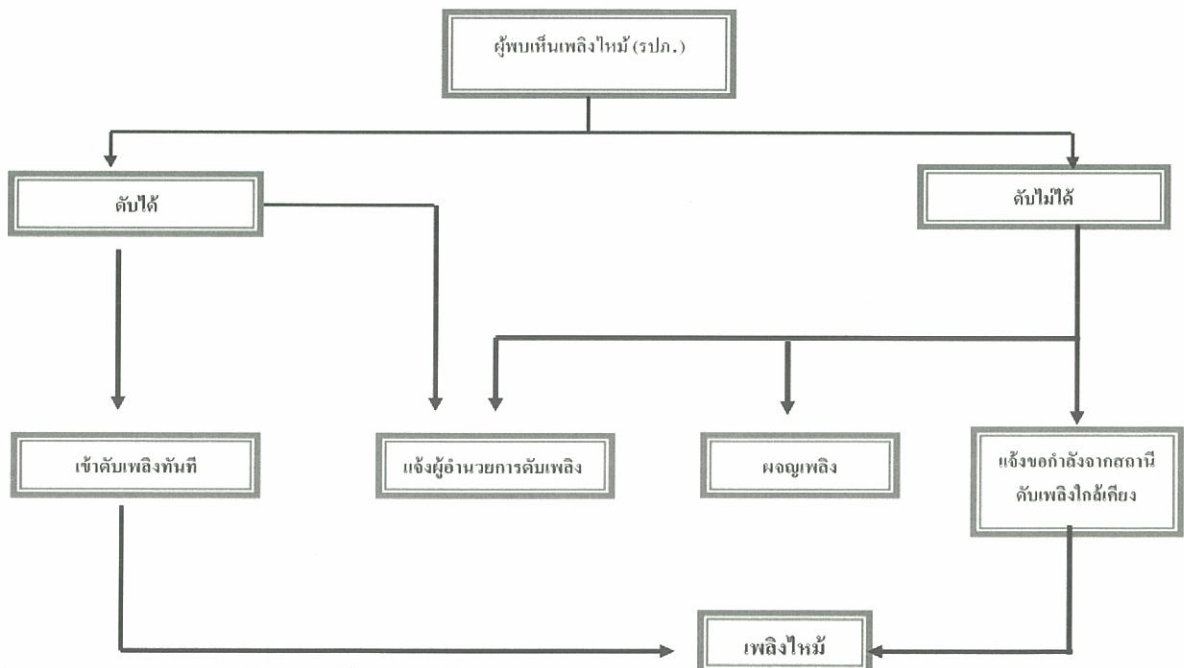 ผู้พบเห็นเพลิงไหม้ (รปภ.)
ดับได้
ดับไม่ได้
เข้าดับเพลิงทันที
แจ้งผู้อำนวยการดับเพลิง
ผจญเพลิง
แจ้งขอกำลังจากสถานี
ดับเพลิงใกล้เคียง
เพลิงไหม้